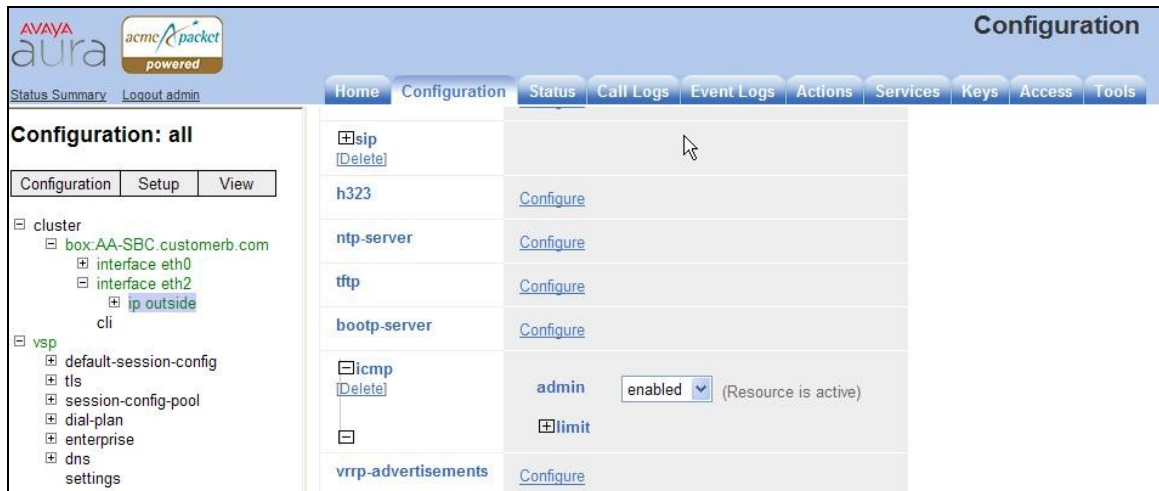 AVAYA
aura
acme packet
powered
Configuration
Status Summary Logout admin
Home Configuration Status Call Logs Event Logs Actions Services Keys Access Tools
Configuration: all
Configuration Setup View
cluster
box:AA-SBC.customerb.com
interface eth0
interface eth2
ip outside
cli
vsp
default-session-config
tls
session-config-pool
dial-plan
enterprise
dns
settings
sip
[Delete]
h323 Configure
ntp-server Configure
tftp Configure
bootp-server Configure
icmp
[Delete]
admin enabled (Resource is active)
limit
vrrp-advertisements Configure